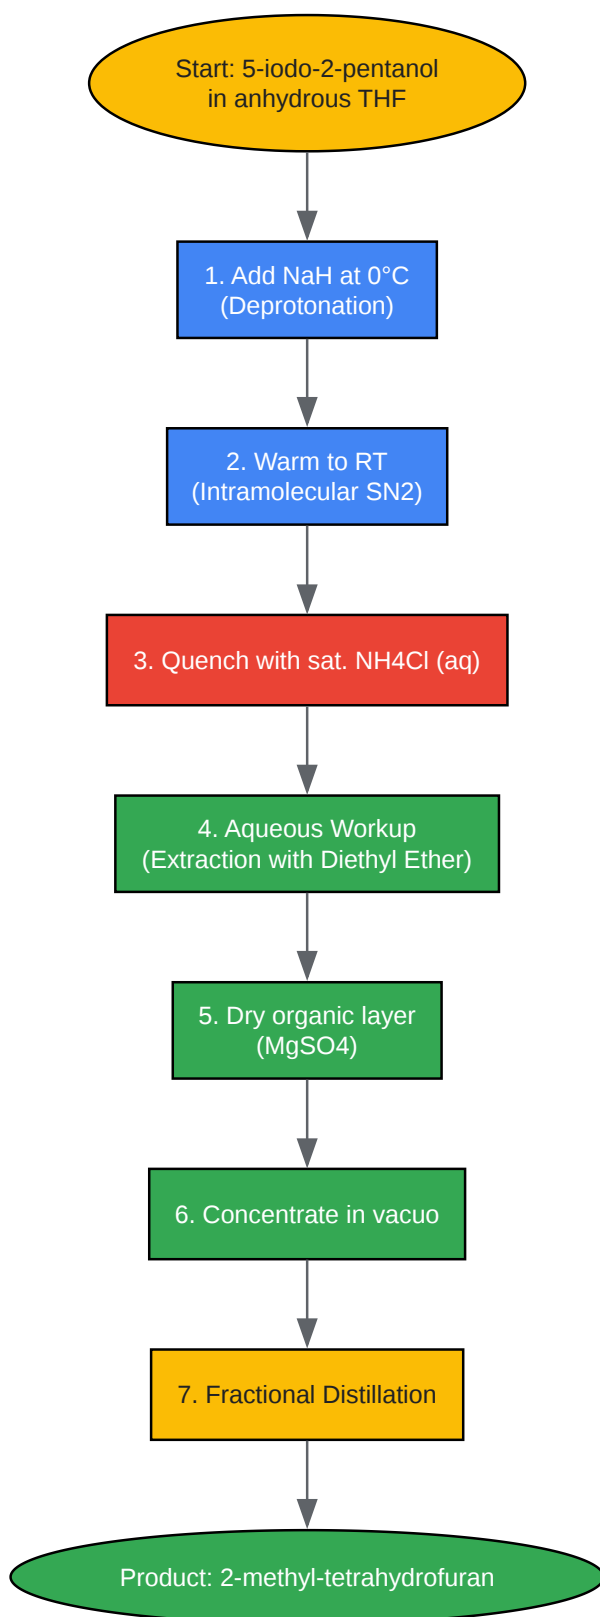 Start: 5-iodo-2-pentanol
in anhydrous THF
1. Add NaH at 0°C
(Deprotonation)
2. Warm to RT
(Intramolecular SN2)
3. Quench with sat. NH4Cl (aq)
4. Aqueous Workup
(Extraction with Diethyl Ether)
5. Dry organic layer
(MgSO4)
6. Concentrate in vacuo
7. Fractional Distillation
Product: 2-methyl-tetrahydrofuran